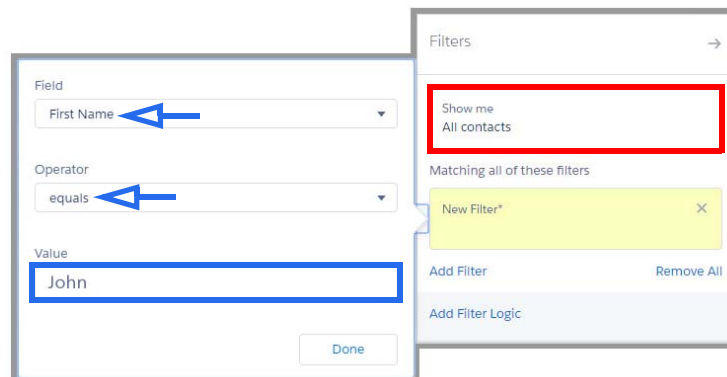 Field
First Name
Operator
equals
Value
John
Done
Filters
Show me
All contacts
Matching all of these filters
New Filter*
Add Filter
Remove All
Add Filter Logic